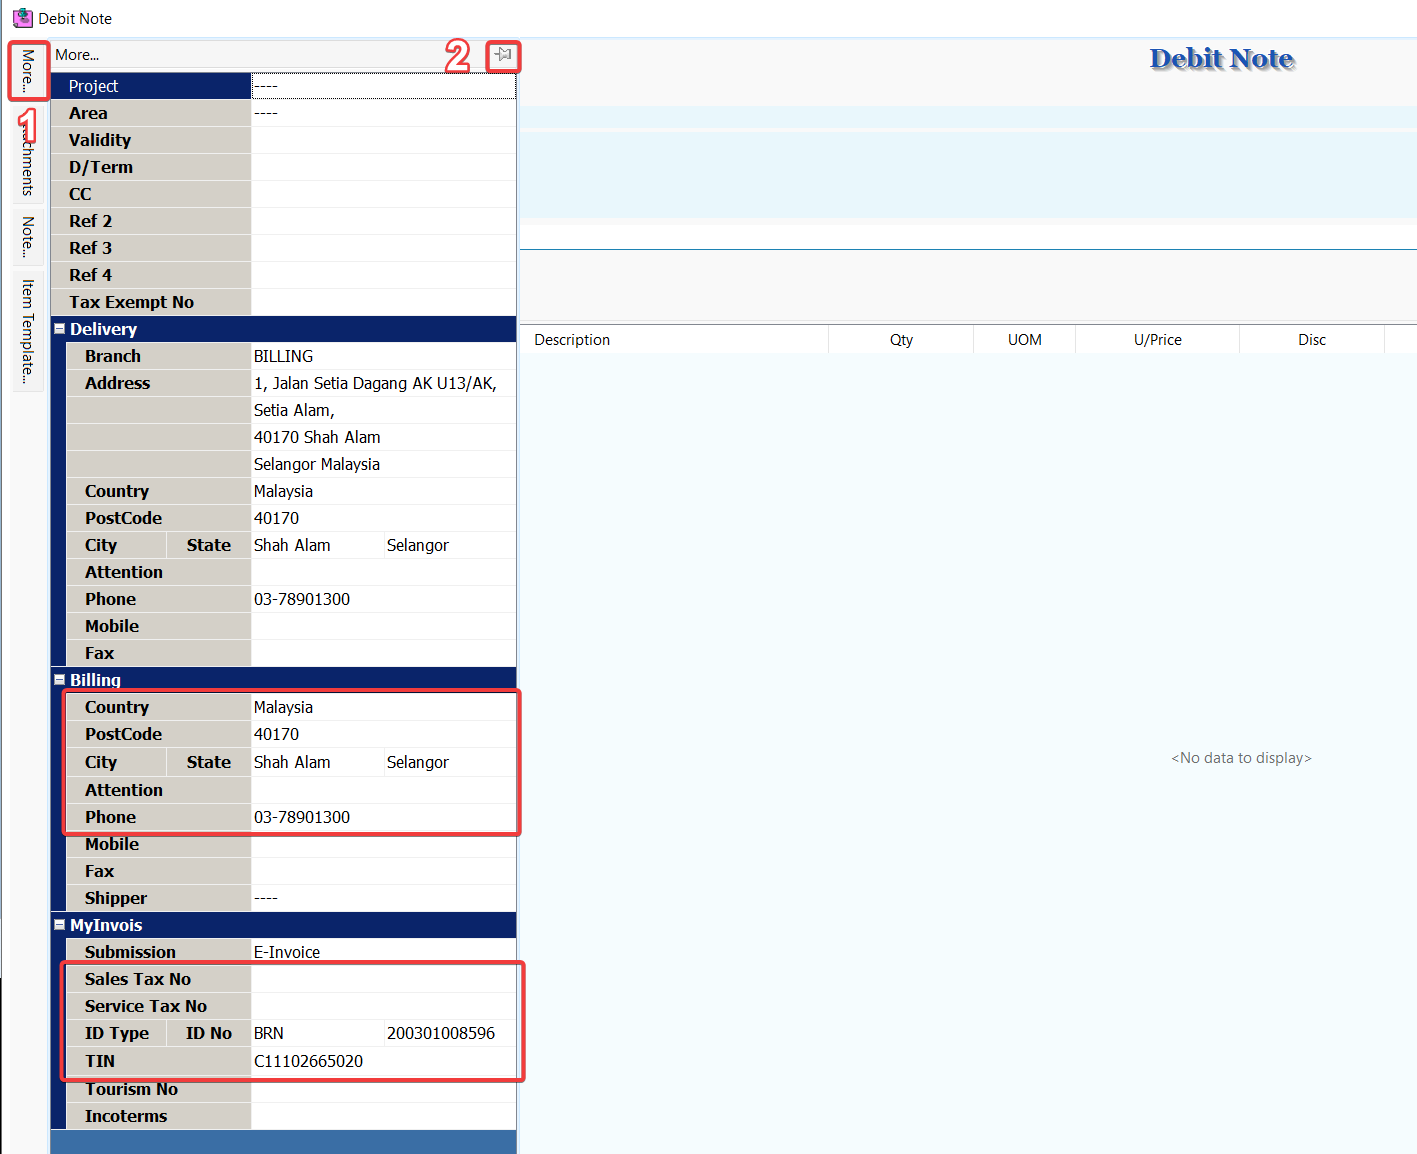 Debit Note
More...
1
Attachments
Note...
Item Template...
More...
2
Debit Note
Project ----
Area ----
Validity
D/Term
CC
Ref 2
Ref 3
Ref 4
Tax Exempt No
Delivery
Branch BILLING
Address 1, Jalan Setia Dagang AK U13/AK,
Setia Alam,
40170 Shah Alam
Selangor Malaysia
Country Malaysia
PostCode 40170
City State Shah Alam Selangor
Attention
Phone 03-78901300
Mobile
Fax
Billing
Country Malaysia
PostCode 40170
City State Shah Alam Selangor
Attention
Phone 03-78901300
Mobile
Fax
Shipper ----
MyInvois
Submission E-Invoice
Sales Tax No
Service Tax No
ID Type ID No BRN 200301008596
TIN C11102665020
Tourism No
Incoterms
Description Qty UOM U/Price Disc
<No data to display>